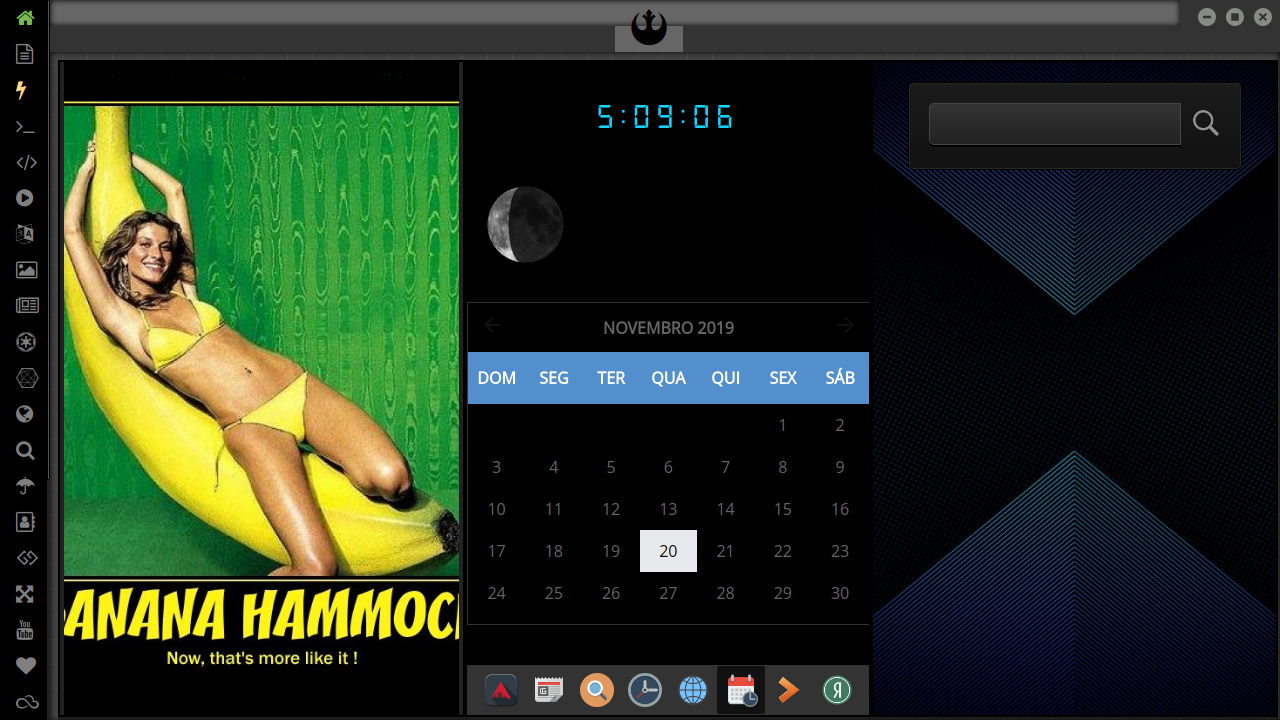 5:09:06
NOVEMBRO 2019
DOM SEG TER QUA QUI SEX SÁB
1 2
3 4 5 6 7 8 9
10 11 12 13 14 15 16
17 18 19 20 21 22 23
24 25 26 27 28 29 30
BANANA HAMMOCK
Now, that's more like it !
You
Tube
Я